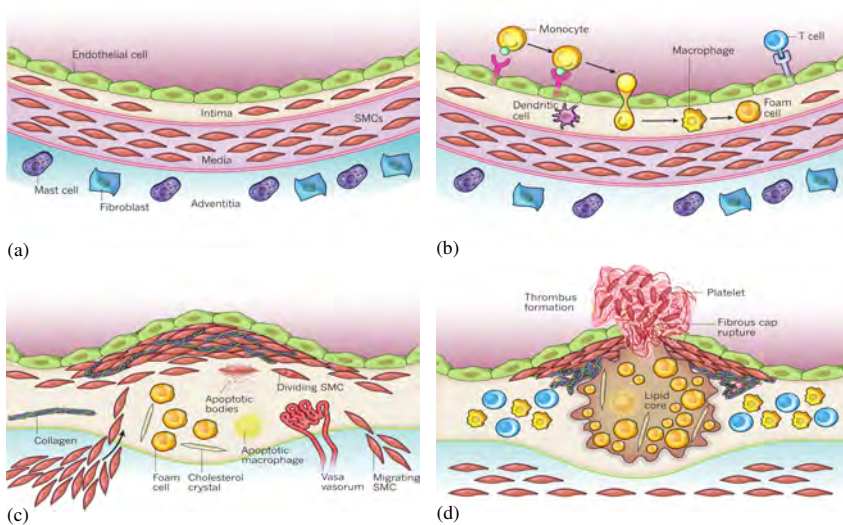 Endothelial cell
Intima
SMCs
Media
Mast cell
Fibroblast
Adventitia
(a)
Monocyte
T cell
Macrophage
Dendritic
cell
Foam
cell
(b)
Apoptotic
bodies
Dividing SMC
Collagen
Foam
cell
Cholesterol
crystal
Apoptotic
macrophage
Vasa
vasorum
Migrating
SMC
(c)
Thrombus
formation
Platelet
Fibrous cap
rupture
Lipid
core
(d)